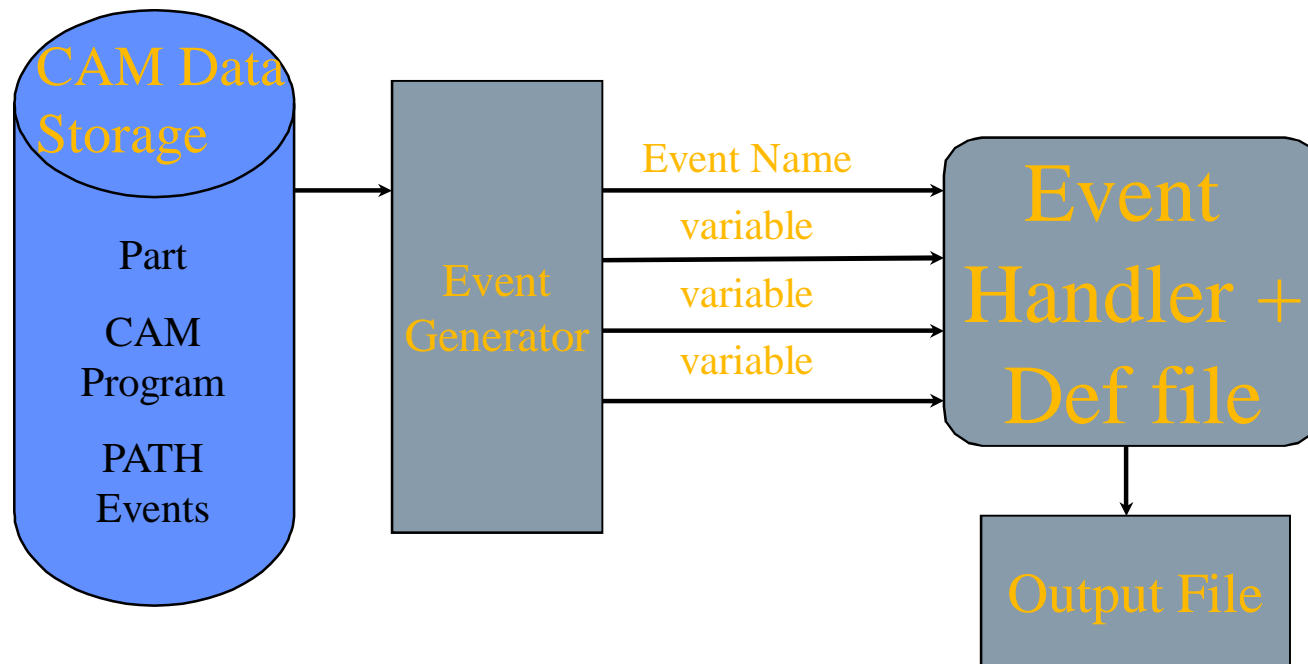 CAM Data
Storage
Part
CAM
Program
PATH
Events
Event
Generator
Event Name
variable
variable
variable
Event
Handler +
Def file
Output File